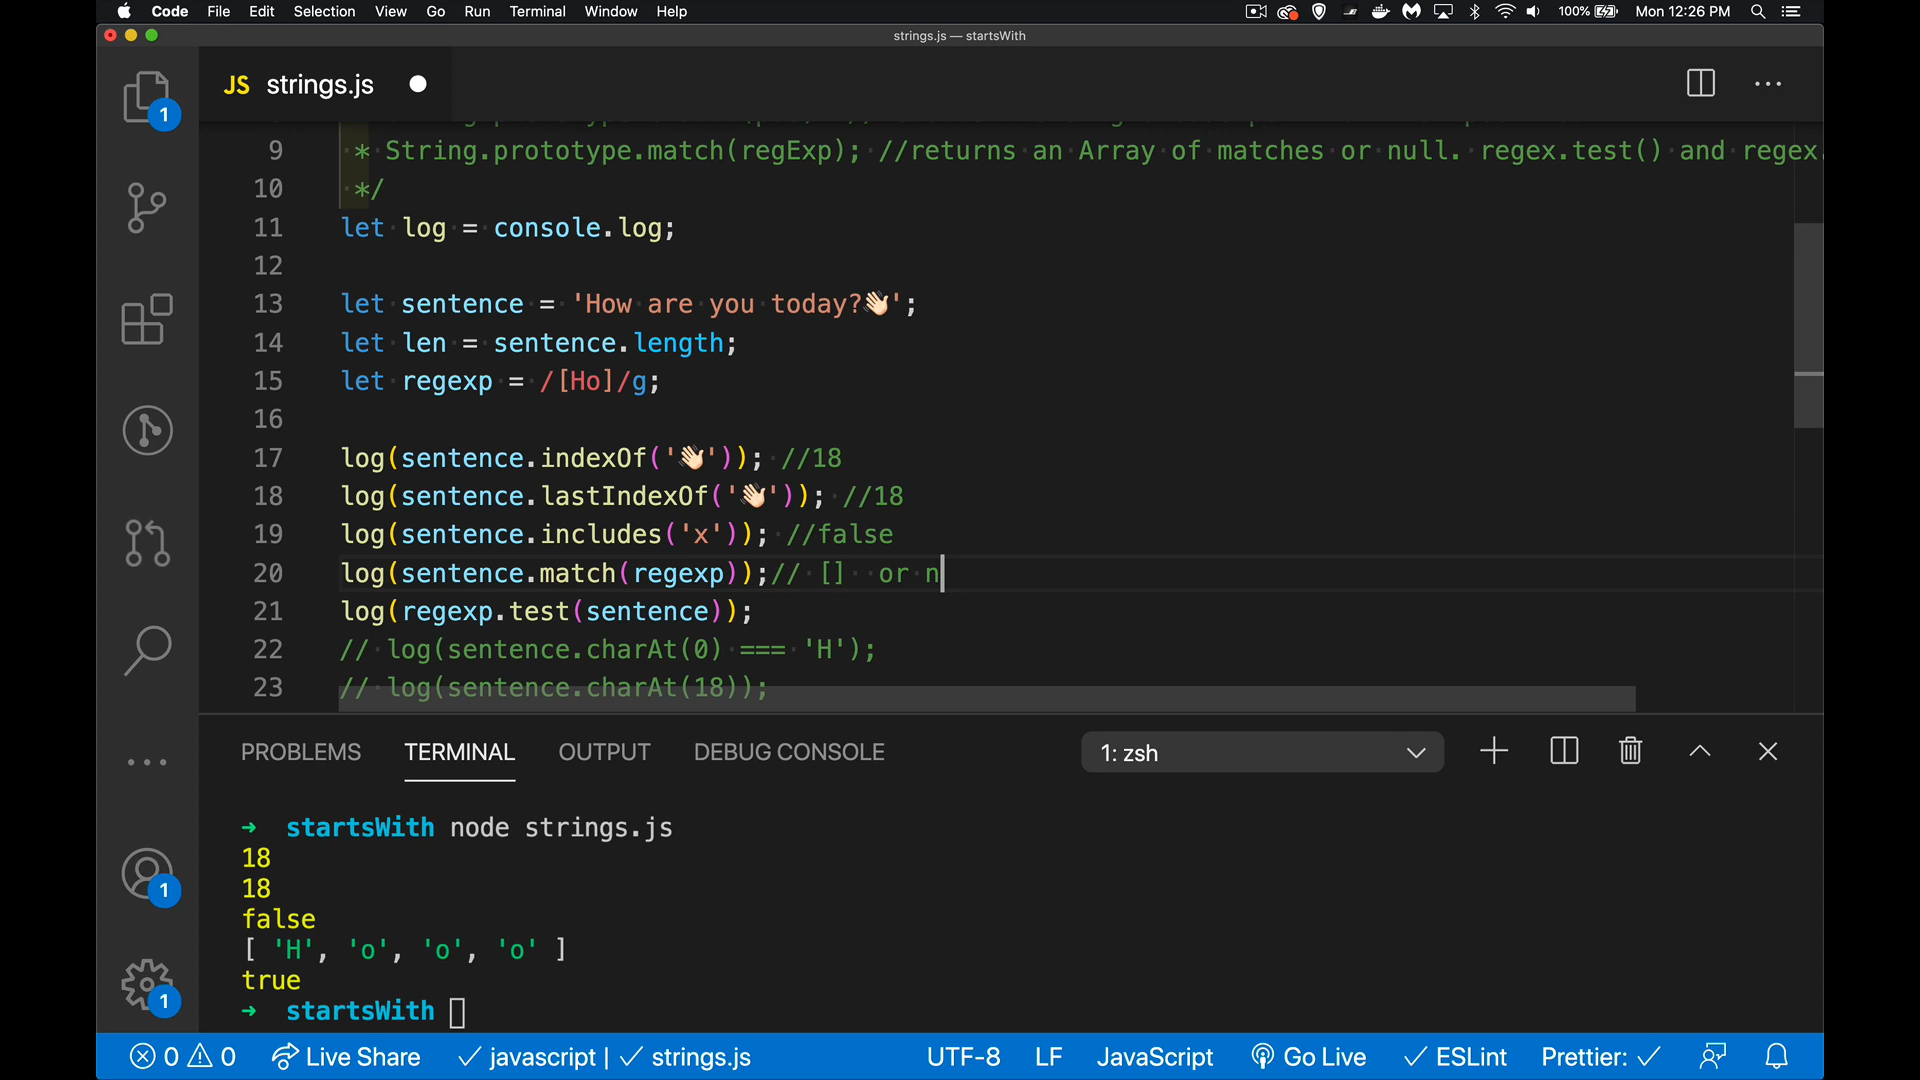 Code File Edit Selection View Go Run Terminal Window Help 100% Mon 12:26 PM
strings.js — startsWith
JS strings.js
9 * String.prototype.match(regExp); //returns an Array of matches or null. regex.test() and regex.
10 */
11 let log = console.log;
12
13 let sentence = 'How are you today?👋🏻';
14 let len = sentence.length;
15 let regexp = /[Ho]/g;
16
17 log(sentence.indexOf('👋🏻')); //18
18 log(sentence.lastIndexOf('👋🏻')); //18
19 log(sentence.includes('x')); //false
20 log(sentence.match(regexp));// [] or n
21 log(regexp.test(sentence));
22 // log(sentence.charAt(0) === 'H');
23 // log(sentence.charAt(18));
PROBLEMS TERMINAL OUTPUT DEBUG CONSOLE 1: zsh
→ startsWith node strings.js
18
18
false
[ 'H', 'o', 'o', 'o' ]
true
→ startsWith
1
1
1
0 0 Live Share ✓ javascript | ✓ strings.js UTF-8 LF JavaScript Go Live ✓ ESLint Prettier: ✓